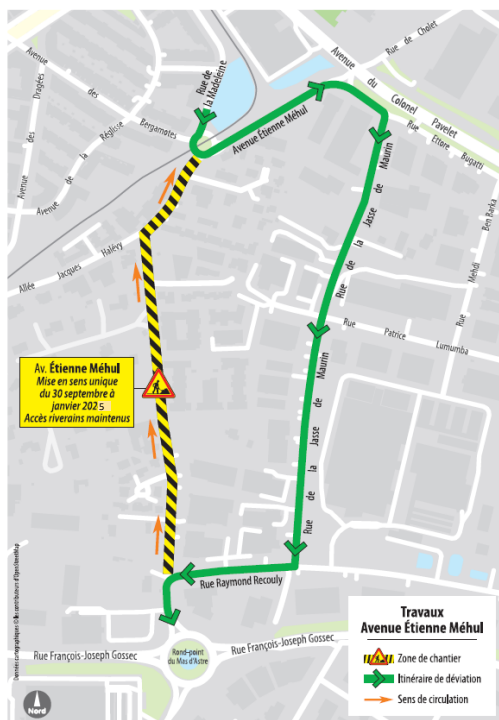 Rue de Cholet
Avenue du Colonel Pavelet
Rue de
la Madeleine
Avenue des Bergamotes
Avenue des Dragées
Avenue de la Réglisse
Avenue Étienne Méhul
Rue Ettore Bugatti
Rue Mehdi Ben Barka
Rue de la Jasse de Maurin
Allée Jacques Halévy
Rue Patrice Lumumba
Av. Étienne Méhul
Mise en sens unique
du 30 septembre à
janvier 2025
Accès riverains maintenus
Rue de la Jasse de Maurin
Rue Raymond Recouly
Rue François-Joseph Gossec
Rond-point
du Mas d'Astre
Rue François-Joseph Gossec
Nord
Travaux
Avenue Étienne Méhul
Zone de chantier
Itinéraire de déviation
Sens de circulation